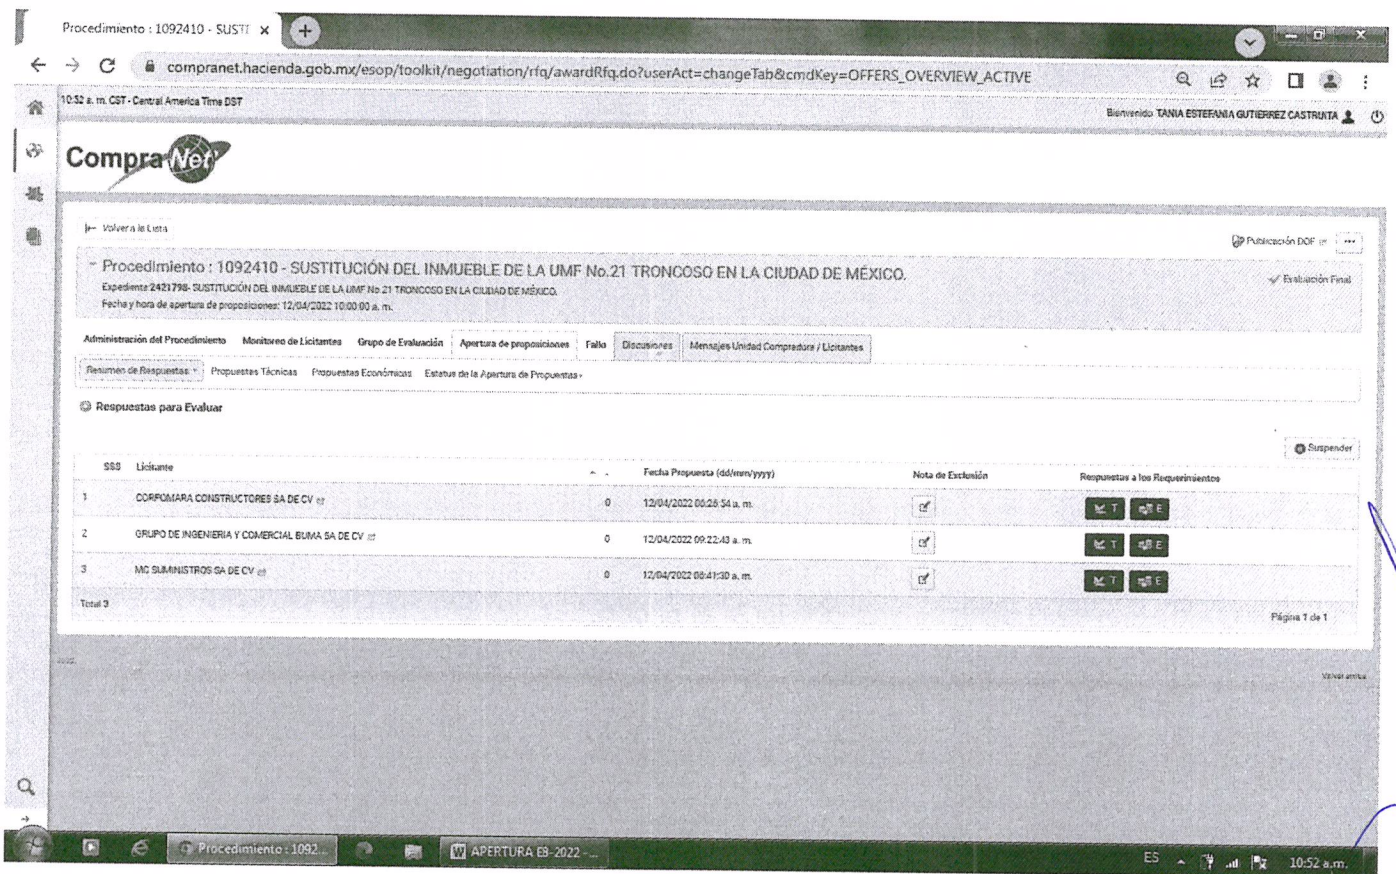 Procedimiento : 1092410 - SUSTI
compranet.hacienda.gob.mx/esop/toolkit/negotiation/rfq/awardRfq.do?userAct=changeTab&cmdKey=OFFERS_OVERVIEW_ACTIVE
10:52 a. m. CST - Central America Time DST
Bienvenido TANIA ESTEFANIA GUTIERREZ CASTRUITA
CompraNet
Volver a la Lista
Publicación DOF
Procedimiento : 1092410 - SUSTITUCIÓN DEL INMUEBLE DE LA UMF No.21 TRONCOSO EN LA CIUDAD DE MÉXICO.
Evaluación Final
Expediente:2421798- SUSTITUCIÓN DEL INMUEBLE DE LA UMF No.21 TRONCOSO EN LA CIUDAD DE MÉXICO.
Fecha y hora de apertura de proposiciones: 12/04/2022 10:00:00 a. m.
Administración del Procedimiento Monitoreo de Licitantes Grupo de Evaluación Apertura de proposiciones Fallo Discusiones Mensajes Unidad Compradora / Licitantes
Resumen de Respuestas Propuestas Técnicas Propuestas Económicas Estatus de la Apertura de Propuestas
Respuestas para Evaluar
Suspender
Licitante Fecha Propuesta (dd/mm/yyyy) Nota de Exclusión Respuestas a los Requerimientos
1 CORPOMARA CONSTRUCTORES SA DE CV 0 12/04/2022 T E
2 GRUPO DE INGENIERIA Y COMERCIAL BUMA SA DE CV 0 12/04/2022 09:22:43 a. m. T E
3 MC SUMINISTROS SA DE CV 0 12/04/2022 08:41:30 a. m. T E
Total 3
Página 1 de 1
Volver arriba
Procedimiento : 1092...
APERTURA E8-2022 -...
ES
10:52 a.m.